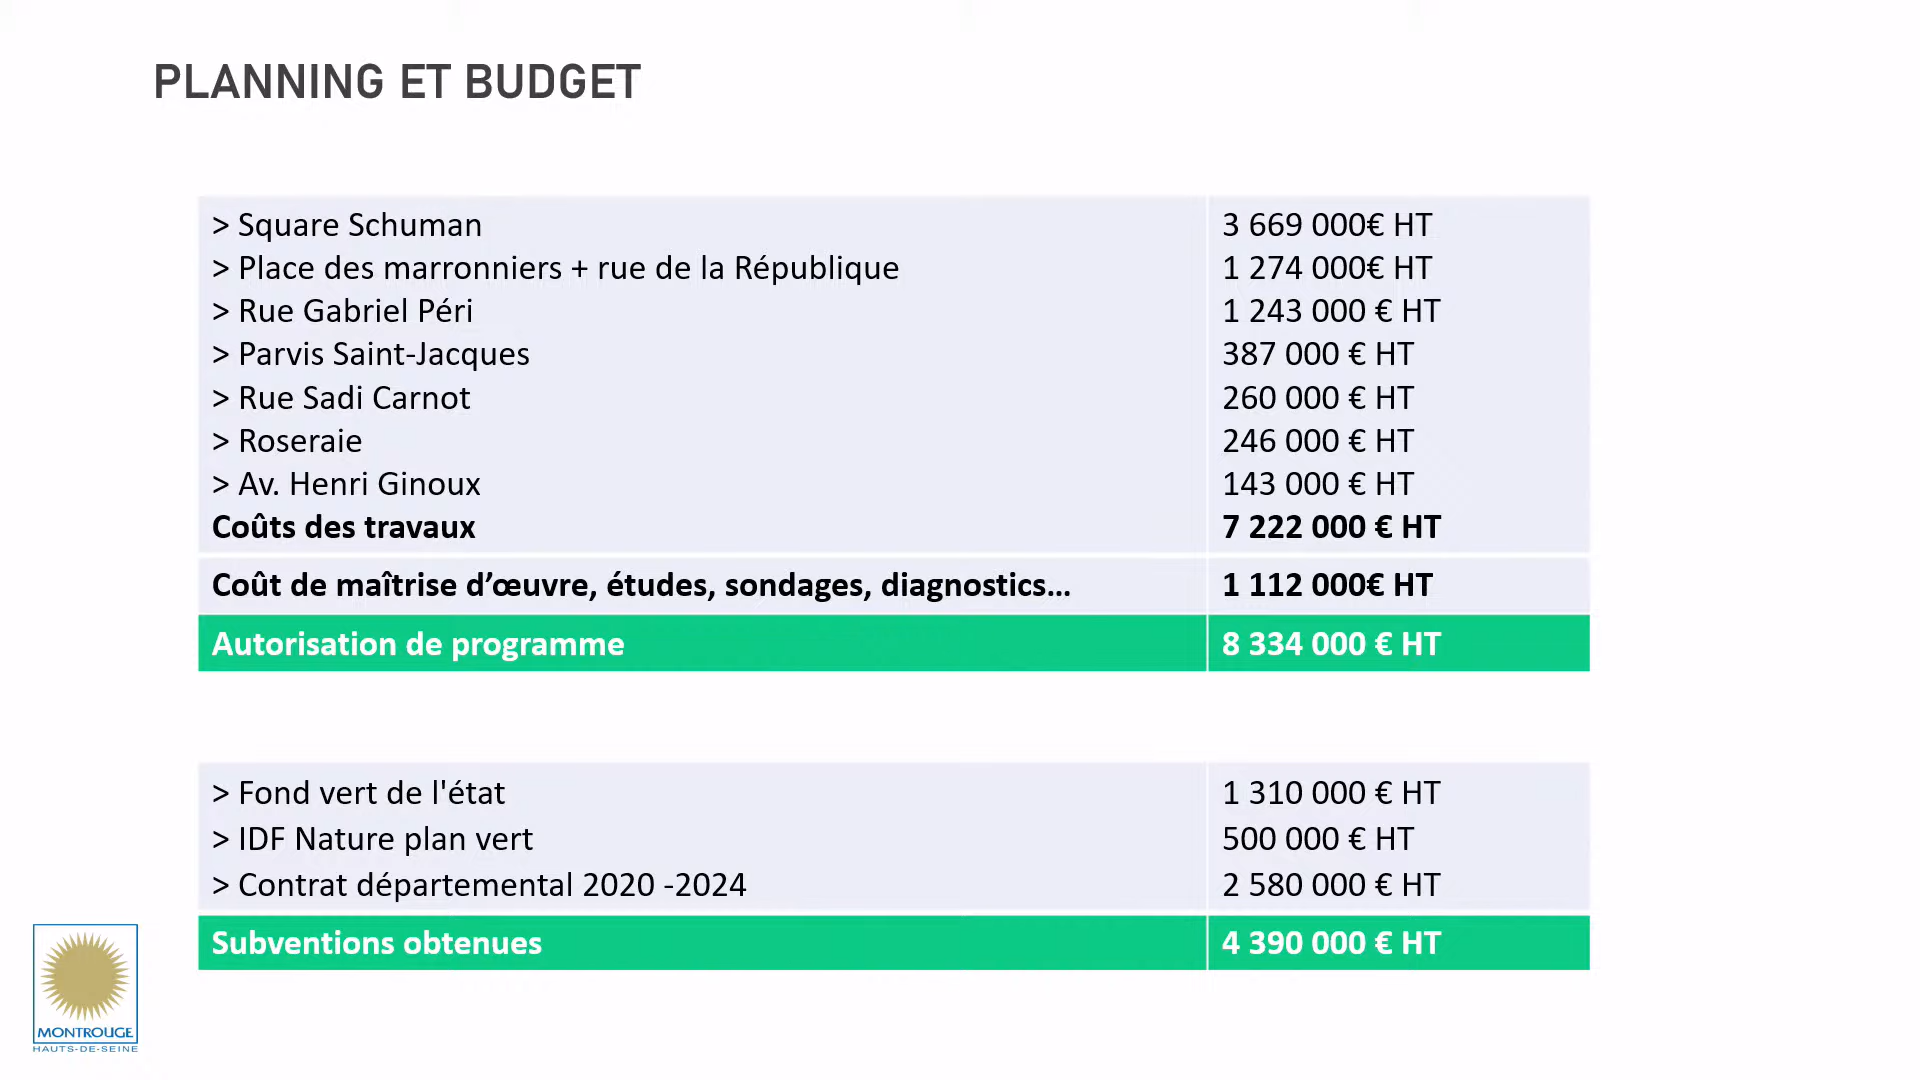 PLANNING ET BUDGET
> Square Schuman 3 669 000€ HT
> Place des marronniers + rue de la République 1 274 000€ HT
> Rue Gabriel Péri 1 243 000 € HT
> Parvis Saint-Jacques 387 000 € HT
> Rue Sadi Carnot 260 000 € HT
> Roseraie 246 000 € HT
> Av. Henri Ginoux 143 000 € HT
Coûts des travaux 7 222 000 € HT
Coût de maîtrise d’œuvre, études, sondages, diagnostics… 1 112 000€ HT
Autorisation de programme 8 334 000 € HT
> Fond vert de l'état 1 310 000 € HT
> IDF Nature plan vert 500 000 € HT
> Contrat départemental 2020 -2024 2 580 000 € HT
Subventions obtenues 4 390 000 € HT
MONTROUGE
HAUTS-DE-SEINE